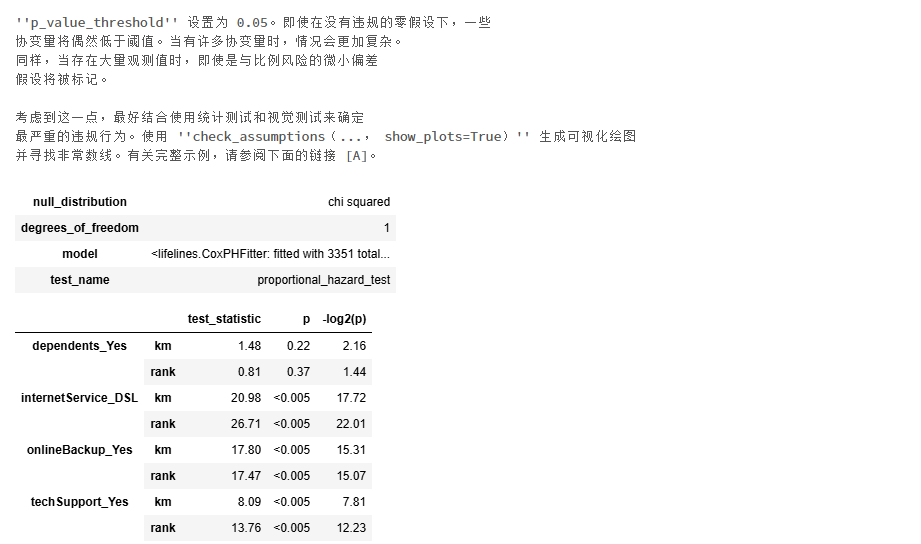 ''p_value_threshold'' 设置为 0.05。即使在没有违规的零假设下，一些
协变量将偶然低于阈值。当有许多协变量时，情况会更加复杂。
同样，当存在大量观测值时，即使是与比例风险的微小偏差
假设将被标记。
考虑到这一点，最好结合使用统计测试和视觉测试来确定
最严重的违规行为。使用 ''check_assumptions（...， show_plots=True）'' 生成可视化绘图
并寻找非常数线。有关完整示例，请参阅下面的链接 [A]。
null_distribution chi squared
degrees_of_freedom 1
model <lifelines.CoxPHFitter: fitted with 3351 total...
test_name proportional_hazard_test
test_statistic p -log2(p)
dependents_Yes km 1.48 0.22 2.16
rank 0.81 0.37 1.44
internetService_DSL km 20.98 <0.005 17.72
rank 26.71 <0.005 22.01
onlineBackup_Yes km 17.80 <0.005 15.31
rank 17.47 <0.005 15.07
techSupport_Yes km 8.09 <0.005 7.81
rank 13.76 <0.005 12.23